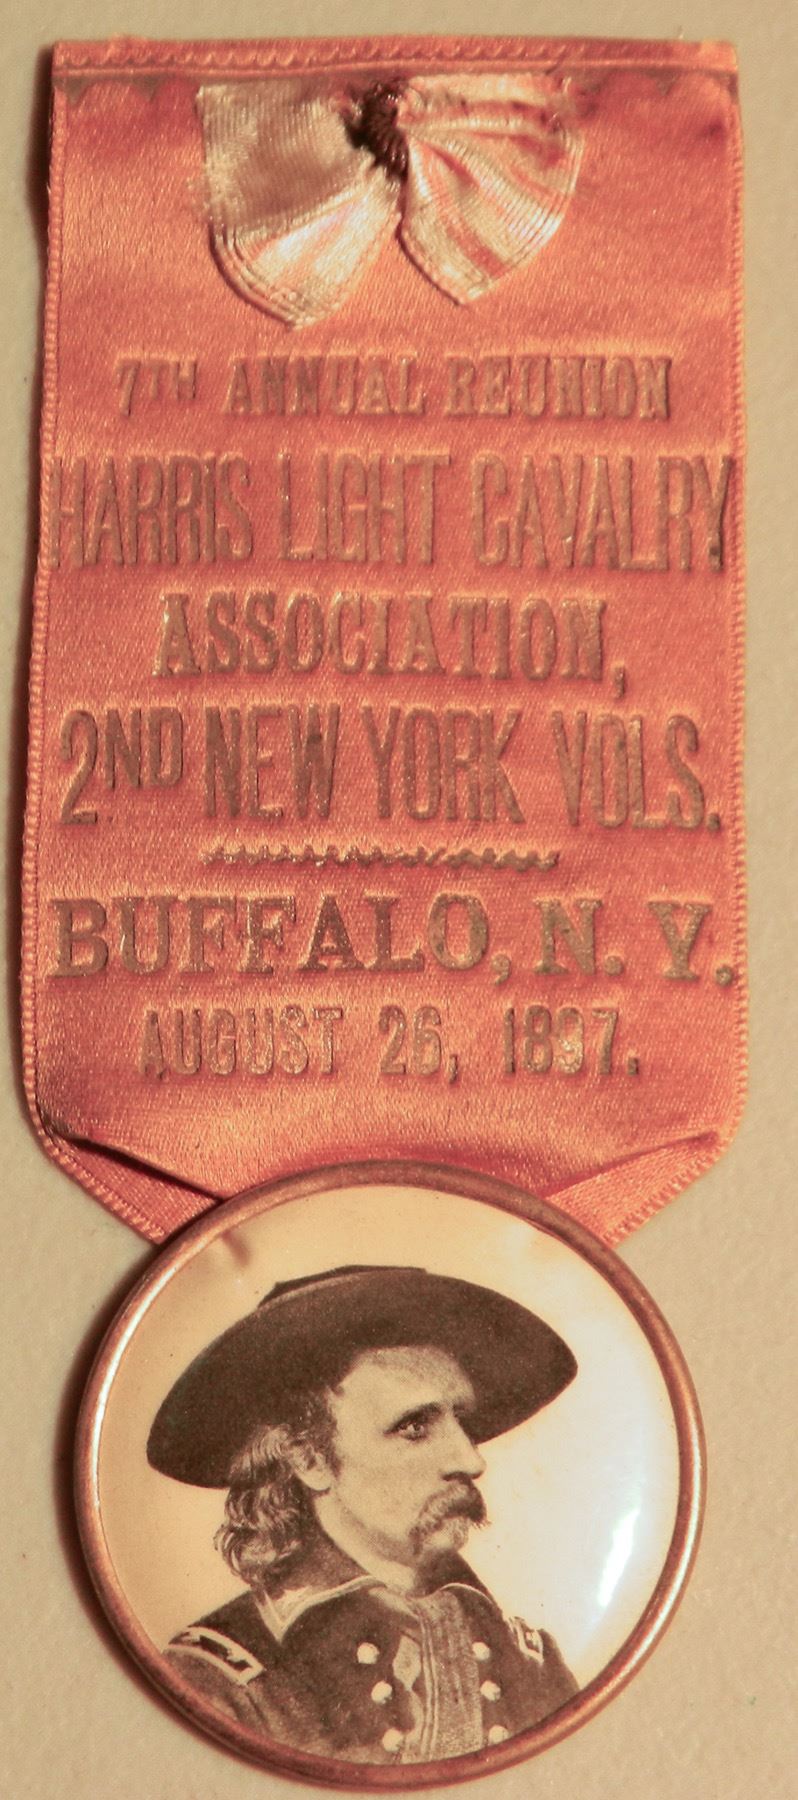 7TH ANNUAL REUNION
HARRIS LIGHT CAVALRY
ASSOCIATION,
2ND NEW YORK VOLS.
BUFFALO, N. Y.
AUGUST 26, 1897.